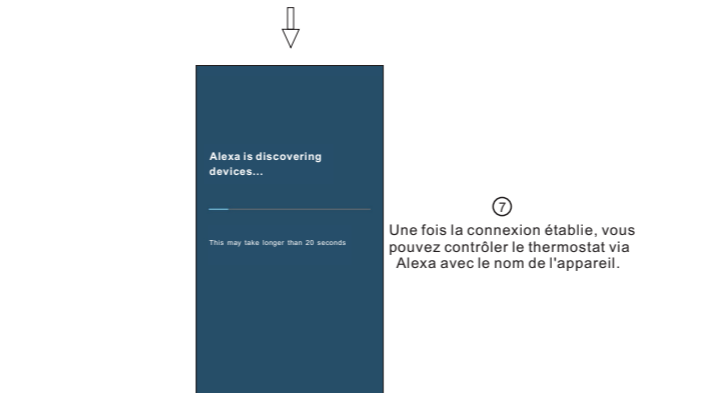 Alexa is discovering
devices...
This may take longer than 20 seconds
⑦
Une fois la connexion établie, vous
pouvez contrôler le thermostat via
Alexa avec le nom de l'appareil.